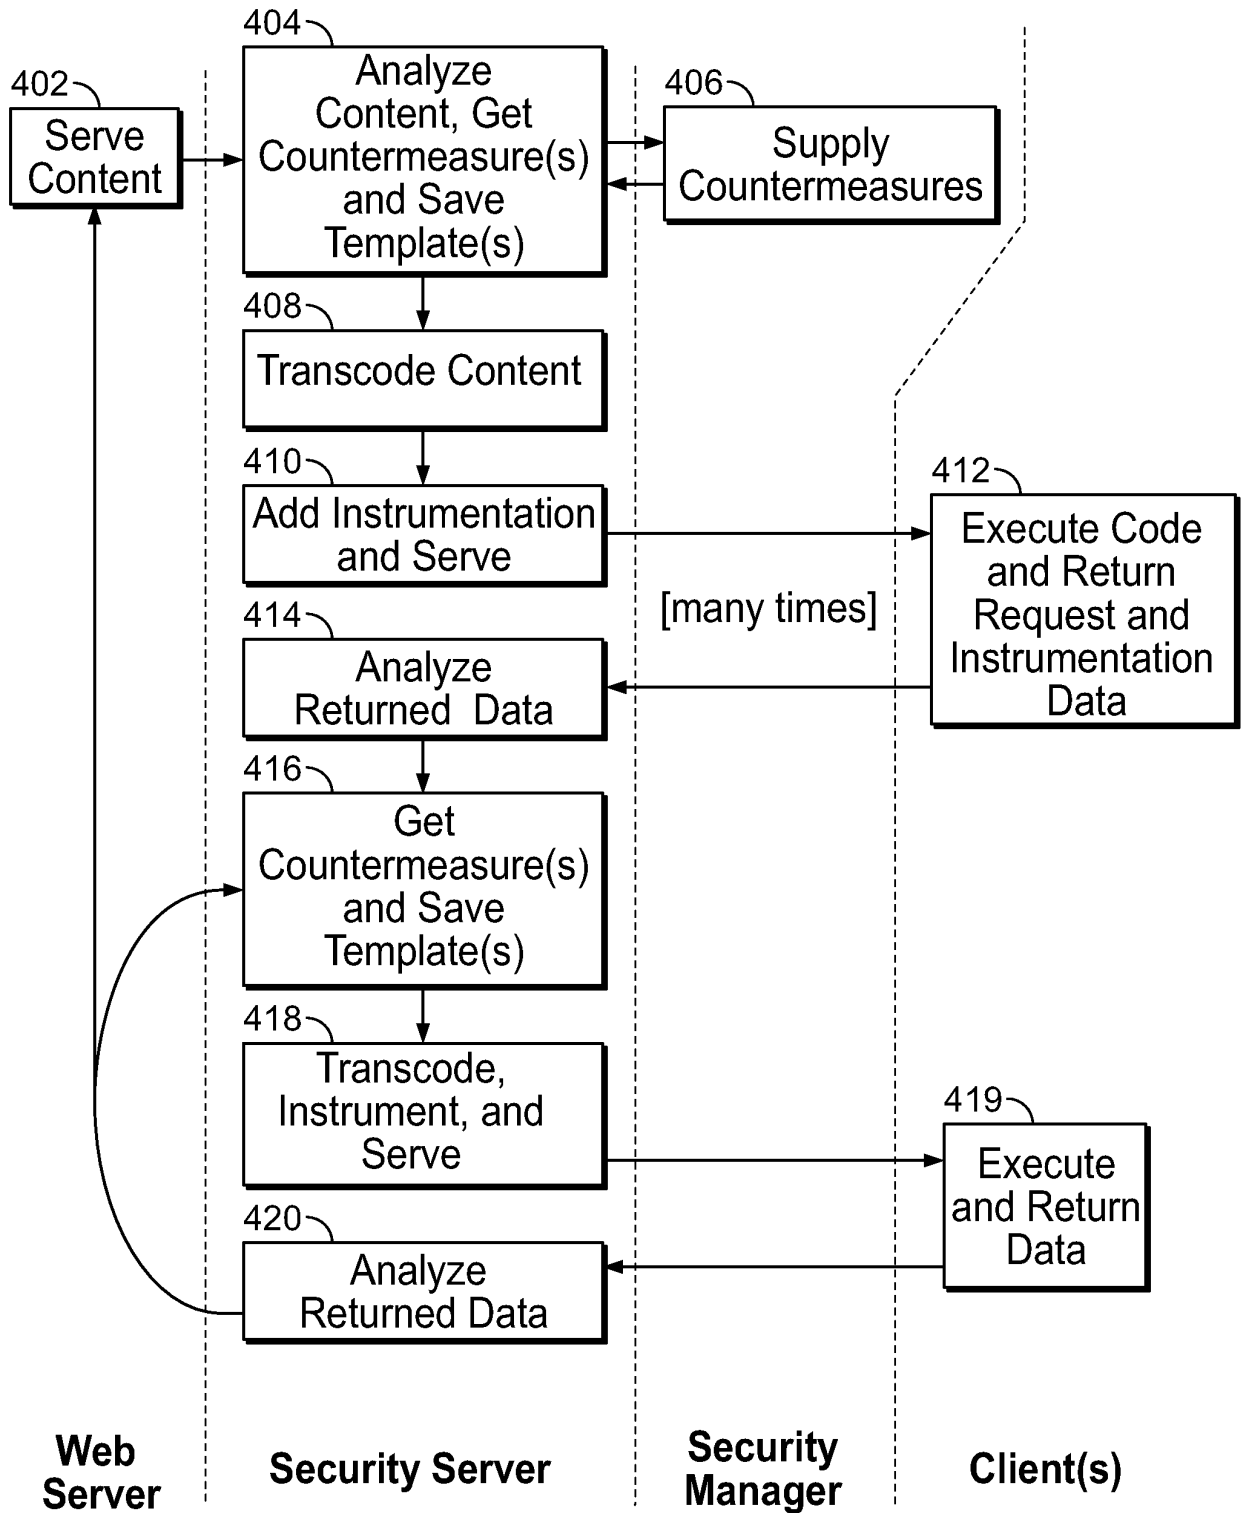 404
Analyze
Content, Get
Countermeasure(s)
and Save
Template(s)
402
Serve
Content
406
Supply
Countermeasures
408
Transcode Content
410
Add Instrumentation
and Serve
412
Execute Code
and Return
Request and
Instrumentation
Data
[many times]
414
Analyze
Returned Data
416
Get
Countermeasure(s)
and Save
Template(s)
418
Transcode,
Instrument, and
Serve
419
Execute
and Return
Data
420
Analyze
Returned Data
Web
Server
Security Server
Security
Manager
Client(s)